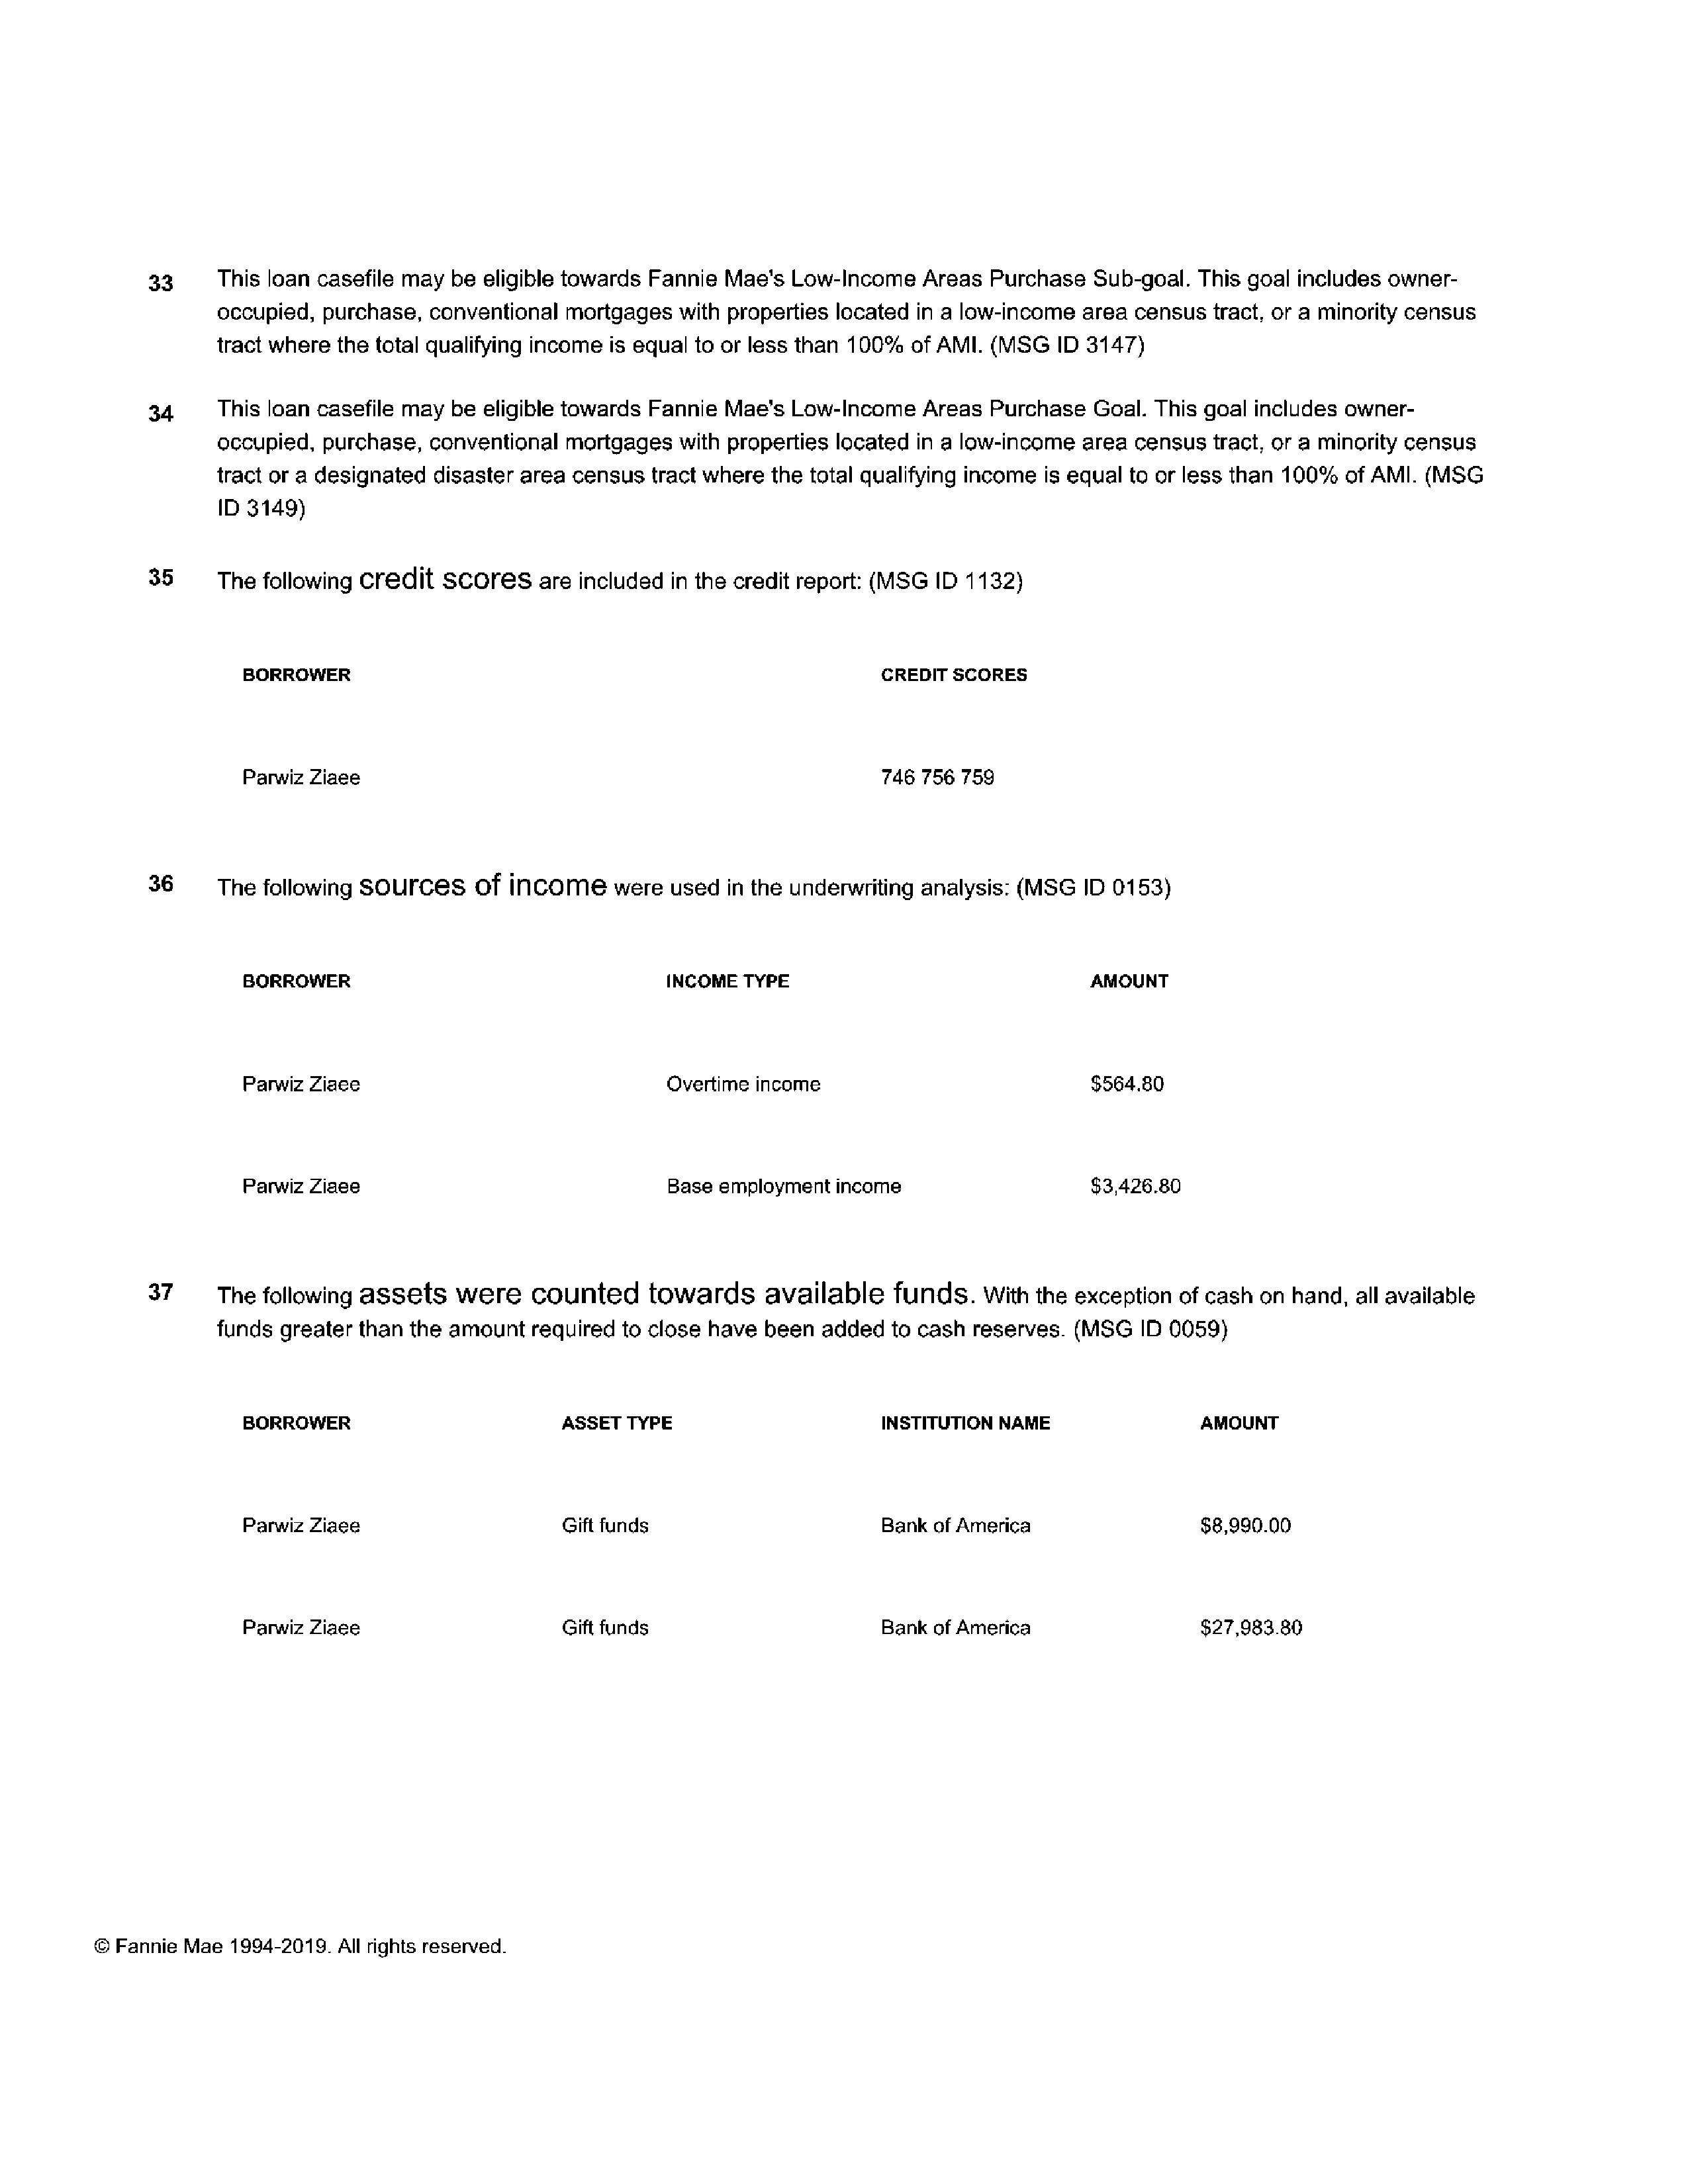 33 This loan casefile may be eligible towards Fannie Mae's Low-Income Areas Purchase Sub-goal. This goal includes owner-
occupied, purchase, conventional mortgages with properties located in a low-income area census tract, or a minority census
tract where the total qualifying income is equal to or less than 100% of AMI. (MSG ID 3147)
34 This loan casefile may be eligible towards Fannie Mae's Low-Income Areas Purchase Goal. This goal includes owner-
occupied, purchase, conventional mortgages with properties located in a low-income area census tract, or a minority census
tract or a designated disaster area census tract where the total qualifying income is equal to or less than 100% of AMI. (MSG
ID 3149)
35 The following credit scores are included in the credit report: (MSG ID 1132)
BORROWER CREDIT SCORES
Parwiz Ziaee 746 756 759
36 The following sources of income were used in the underwriting analysis: (MSG ID 0153)
BORROWER INCOME TYPE AMOUNT
Parwiz Ziaee Overtime income $564.80
Parwiz Ziaee Base employment income $3,426.80
37 The following assets were counted towards available funds. With the exception of cash on hand, all available
funds greater than the amount required to close have been added to cash reserves. (MSG ID 0059)
BORROWER ASSET TYPE INSTITUTION NAME AMOUNT
Parwiz Ziaee Gift funds Bank of America $8,990.00
Parwiz Ziaee Gift funds Bank of America $27,983.80
© Fannie Mae 1994-2019. All rights reserved.